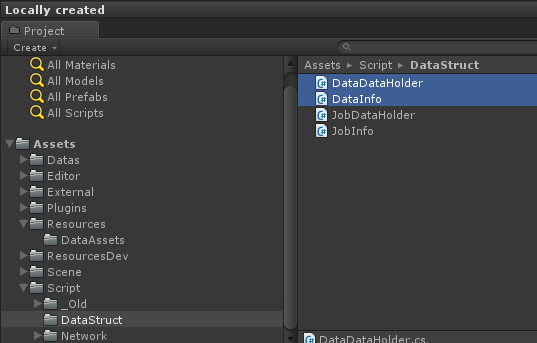 Locally created
Project
Create
All Materials
All Models
All Prefabs
All Scripts
Assets
Datas
Editor
External
Plugins
Resources
DataAssets
ResourcesDev
Scene
Script
_Old
DataStruct
Network
Assets Script DataStruct
DataDataHolder
DataInfo
JobDataHolder
JobInfo
DataDataHolder.cs